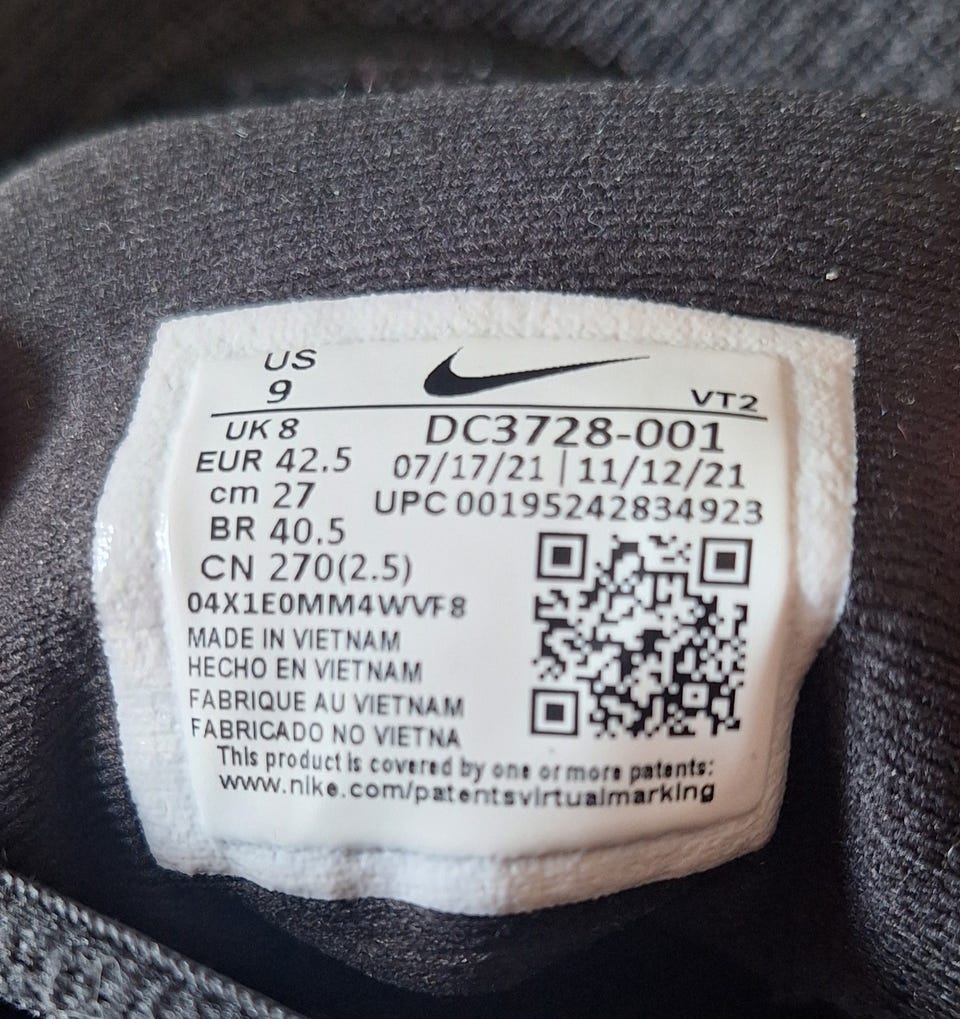 US
9
VT2
UK 8
DC3728-001
EUR 42.5
07/17/21 | 11/12/21
cm 27
UPC 00195242834923
BR 40.5
CN 270(2.5)
04X1E0MM4WVF8
MADE IN VIETNAM
HECHO EN VIETNAM
FABRIQUE AU VIETNAM
FABRICADO NO VIETNA
This product is covered by one or more patents:
www.nike.com/patentsvirtualmarking